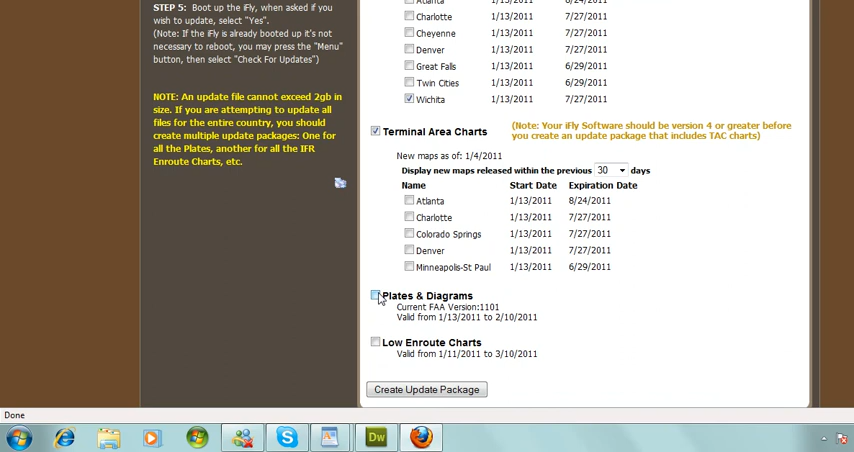 STEP 5: Boot up the iFly, when asked if you
wish to update, select "Yes".
(Note: If the iFly is already booted up it's not
necessary to reboot, you may press the "Menu"
button, then select "Check For Updates")
NOTE: An update file cannot exceed 2gb in
size. If you are attempting to update all
files for the entire country, you should
create multiple update packages: One for
all the Plates, another for all the IFR
Enroute Charts, etc.
Atlanta 1/13/2011 8/24/2011
Charlotte 1/13/2011 7/27/2011
Cheyenne 1/13/2011 7/27/2011
Denver 1/13/2011 7/27/2011
Great Falls 1/13/2011 6/29/2011
Twin Cities 1/13/2011 6/29/2011
Wichita 1/13/2011 7/27/2011
Terminal Area Charts
(Note: Your iFly Software should be version 4 or greater before
you create an update package that includes TAC charts)
New maps as of: 1/4/2011
Display new maps released within the previous 30 days
Name Start Date Expiration Date
Atlanta 1/13/2011 8/24/2011
Charlotte 1/13/2011 7/27/2011
Colorado Springs 1/13/2011 7/27/2011
Denver 1/13/2011 7/27/2011
Minneapolis-St Paul 1/13/2011 6/29/2011
Plates & Diagrams
Current FAA Version:1101
Valid from 1/13/2011 to 2/10/2011
Low Enroute Charts
Valid from 1/11/2011 to 3/10/2011
Create Update Package
Done
Dw